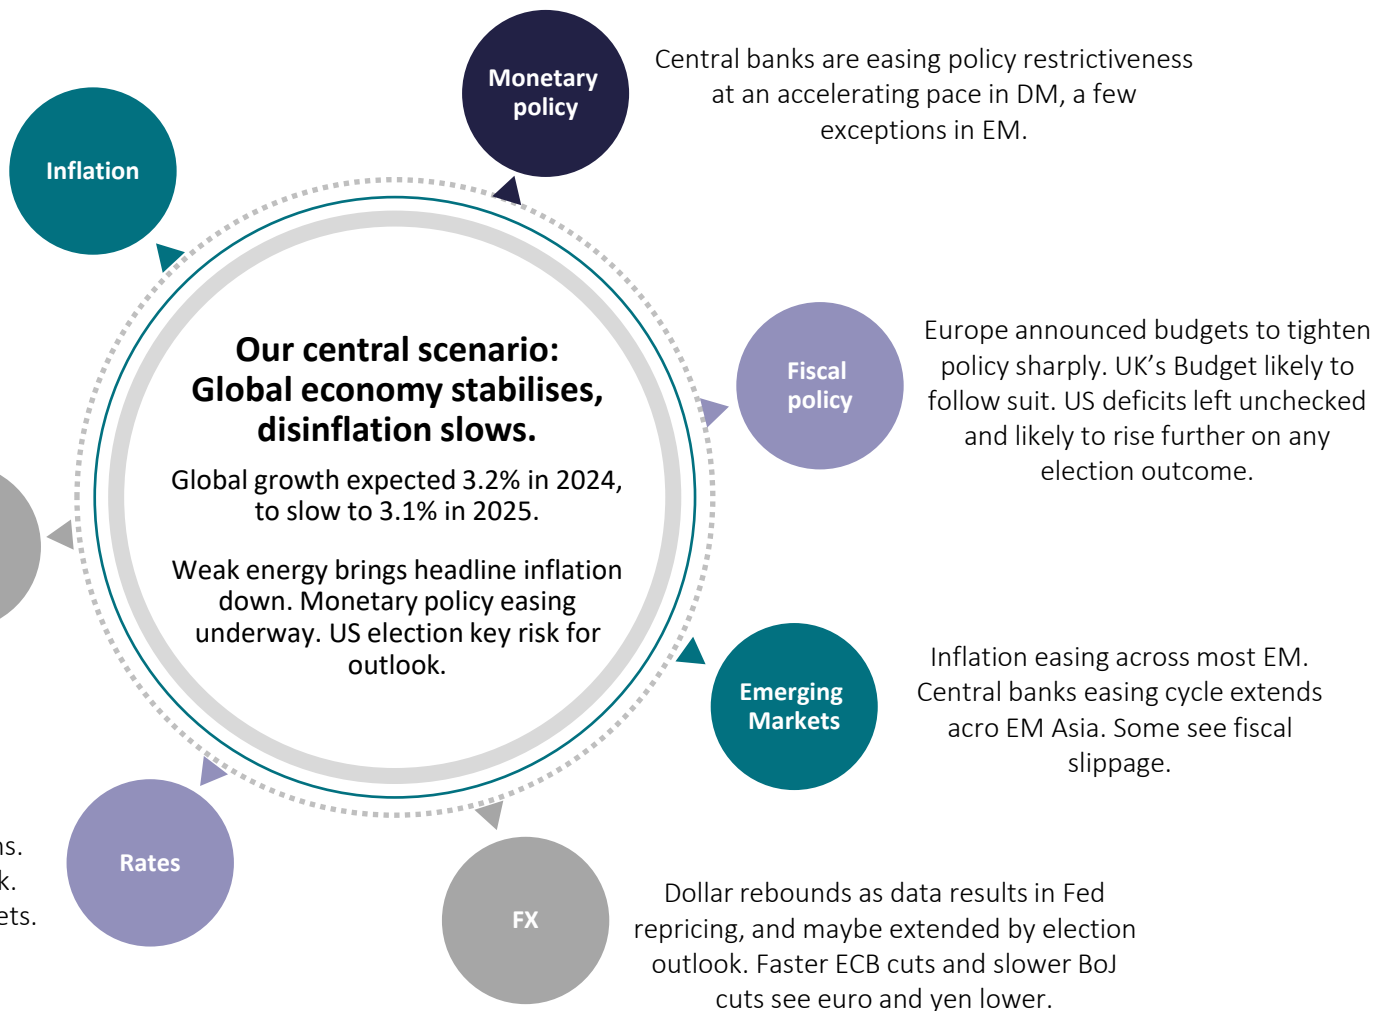 Monetary
policy
Central banks are easing policy restrictiveness
at an accelerating pace in DM, a few
exceptions in EM.
Inflation
Our central scenario:
Global economy stabilises,
disinflation slows.
Global growth expected 3.2% in 2024,
to slow to 3.1% in 2025.
Weak energy brings headline inflation
down. Monetary policy easing
underway. US election key risk for
outlook.
Fiscal
policy
Europe announced budgets to tighten
policy sharply. UK’s Budget likely to
follow suit. US deficits left unchecked
and likely to rise further on any
election outcome.
Emerging
Markets
Inflation easing across most EM.
Central banks easing cycle extends
acro EM Asia. Some see fiscal
slippage.
Rates
FX
Dollar rebounds as data results in Fed
repricing, and maybe extended by election
outlook. Faster ECB cuts and slower BoJ
cuts see euro and yen lower.